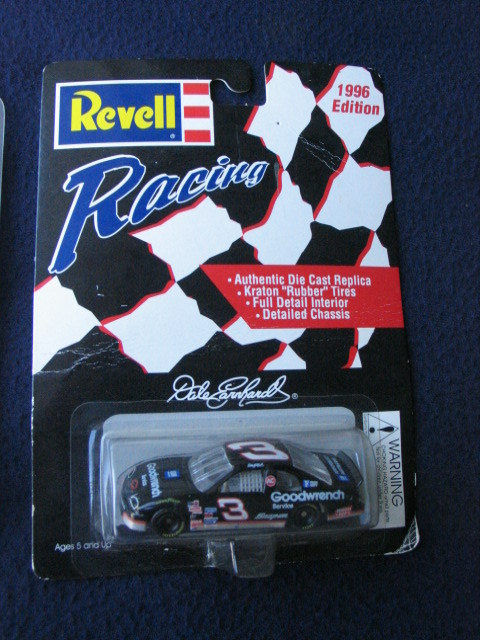 Revell
1996
Edition
Racing
• Authentic Die Cast Replica
• Kraton "Rubber" Tires
• Full Detail Interior
• Detailed Chassis
Dale Earnhardt®
WARNING
3
Goodwrench
Service
3
Ages 5 and Up